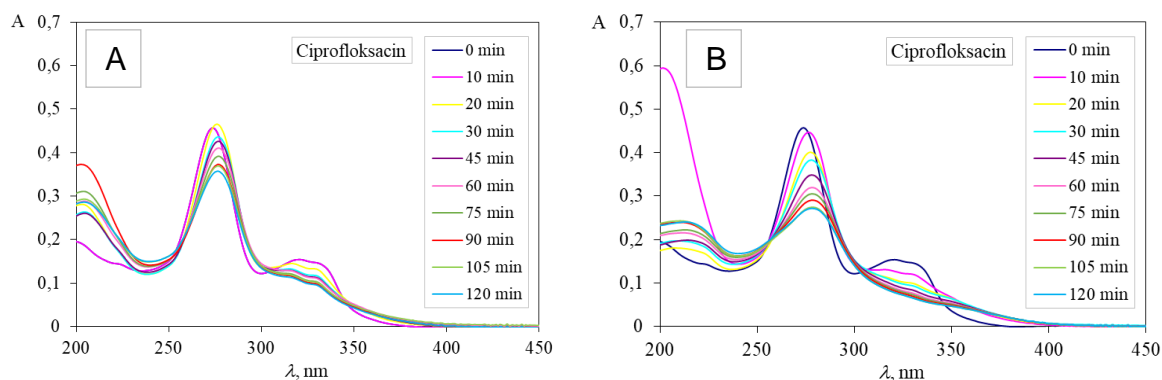 A
0,7
0,6
0,5
0,4
0,3
0,2
0,1
0
200
250
300
350
400
450
λ, nm
A
Ciprofloksacin
0 min
10 min
20 min
30 min
45 min
60 min
75 min
90 min
105 min
120 min
A
0,7
0,6
0,5
0,4
0,3
0,2
0,1
0
200
250
300
350
400
450
λ, nm
B
Ciprofloksacin
0 min
10 min
20 min
30 min
45 min
60 min
75 min
90 min
105 min
120 min